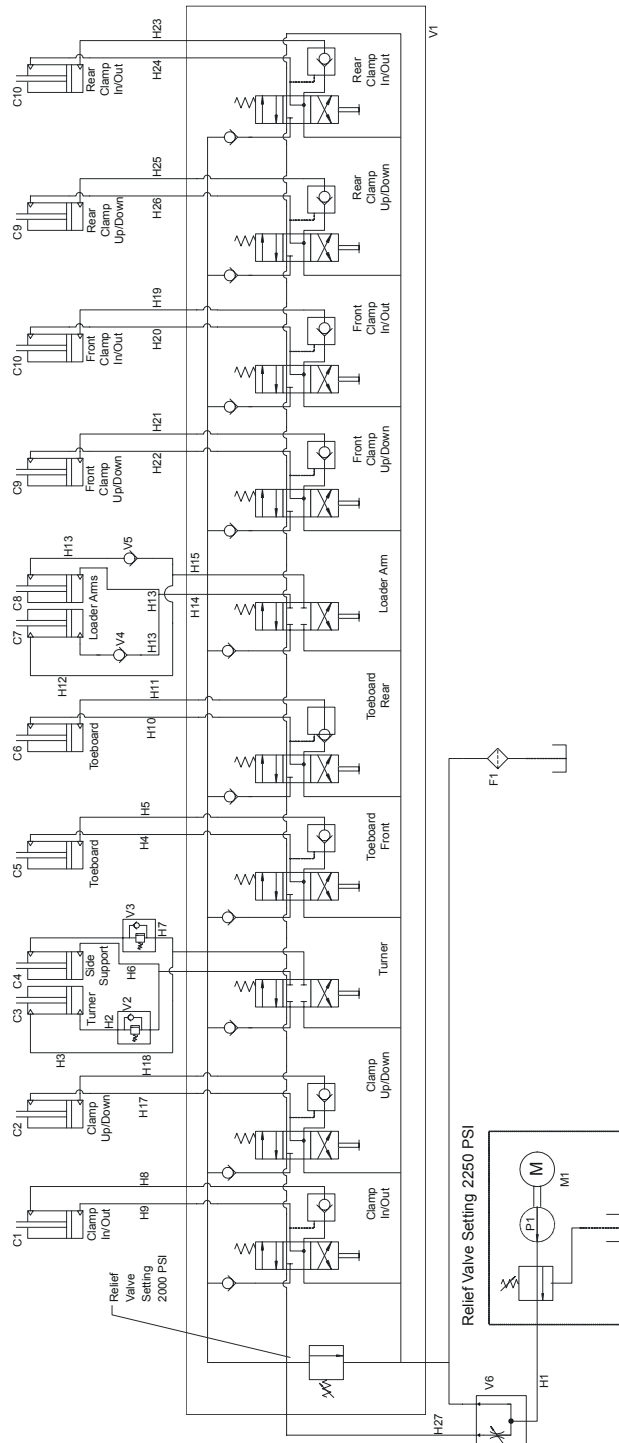 C1
Clamp
In/Out
C2
Clamp
Up/Down
C3
Turner
C4
Side
Support
C5
Toeboard
C6
Toeboard
C7
C8
Loader Arms
C9
Front
Clamp
Up/Down
C10
Front
Clamp
In/Out
C9
Rear
Clamp
Up/Down
C10
Rear
Clamp
In/Out
H8
H9
H17
H18
H3
H2
V2
H6
V3
H7
H4
H5
H10
H11
H12
V4
H13
H13
H13
V5
H14
H15
H22
H21
H20
H19
H26
H25
H24
H23
Relief
Valve
Setting
2000 PSI
Clamp
In/Out
Clamp
Up/Down
Turner
Toeboard
Front
Toeboard
Rear
Loader Arm
Front
Clamp
Up/Down
Front
Clamp
In/Out
Rear
Clamp
Up/Down
Rear
Clamp
In/Out
V1
H27
V6
H1
Relief Valve Setting 2250 PSI
P1
M
M1
F1